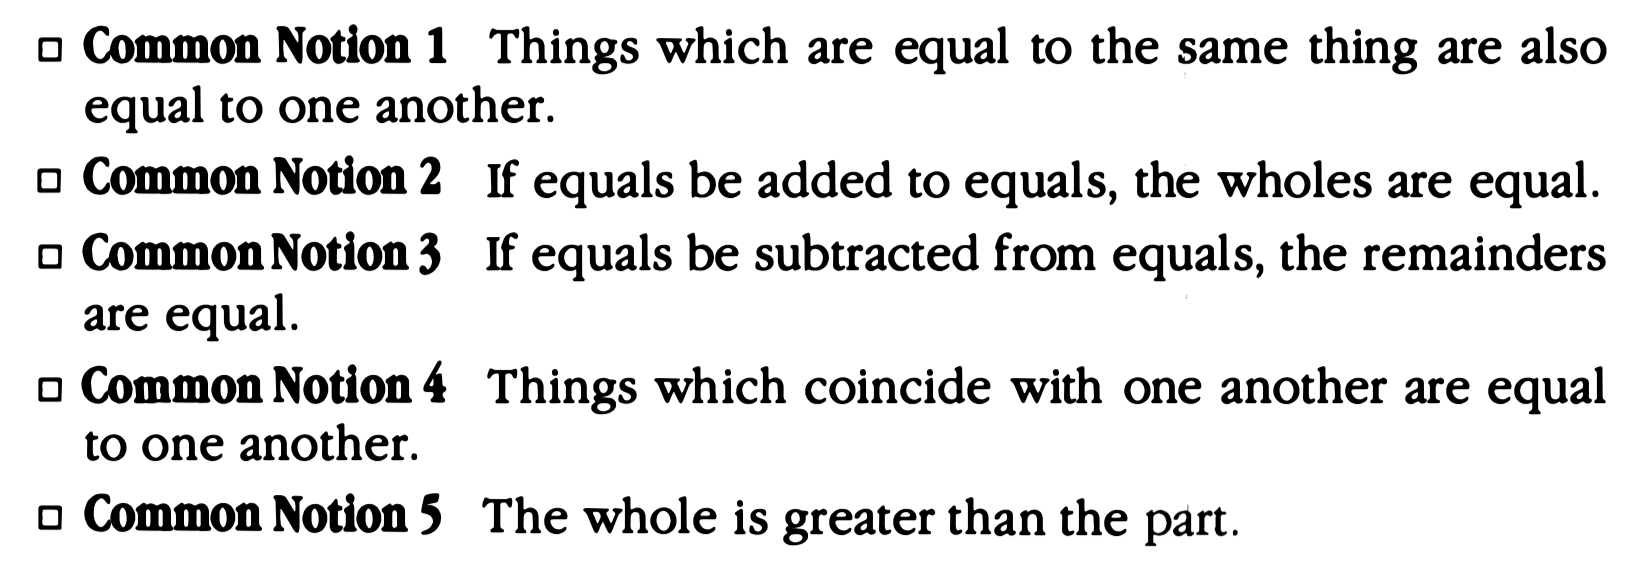 □ Common Notion 1 Things which are equal to the same thing are also
equal to one another.
□ Common Notion 2 If equals be added to equals, the wholes are equal.
□ Common Notion 3 If equals be subtracted from equals, the remainders
are equal.
□ Common Notion 4 Things which coincide with one another are equal
to one another.
□ Common Notion 5 The whole is greater than the part.